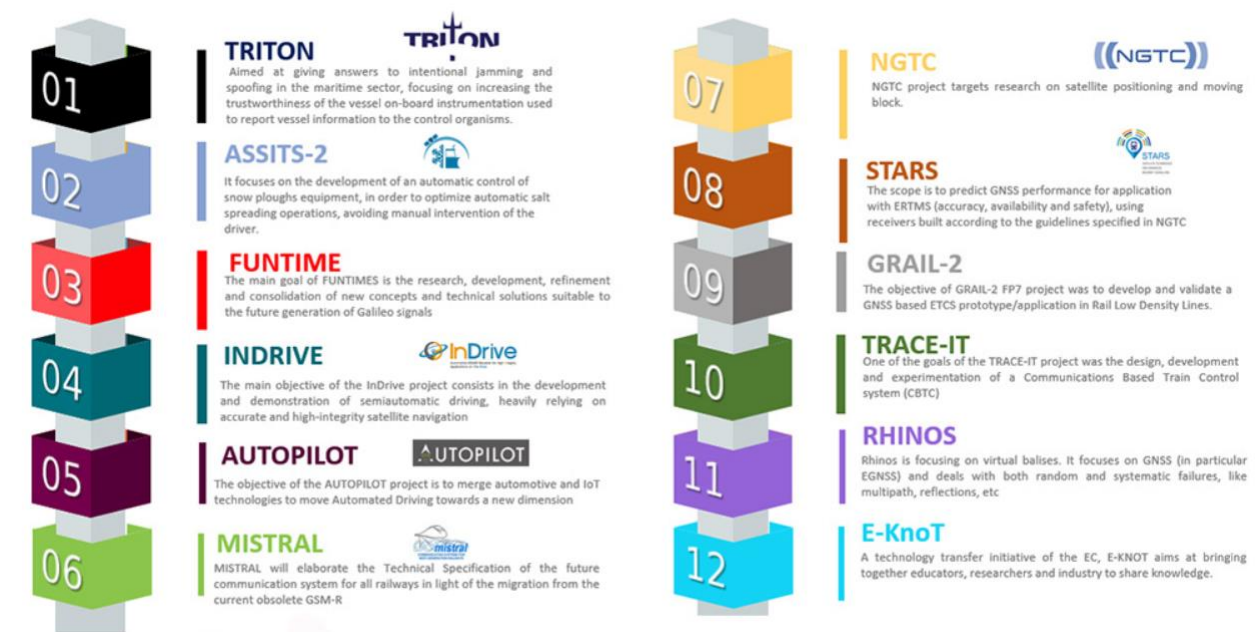 01
TRITON
TRITON
Aimed at giving answers to intentional jamming and
spoofing in the maritime sector, focusing on increasing the
trustworthiness of the vessel on-board instrumentation used
to report vessel information to the control organisms.
02
ASSITS-2
It focuses on the development of an automatic control of
snow ploughs equipment, in order to optimize automatic salt
spreading operations, avoiding manual intervention of the
driver.
03
FUNTIME
The main goal of FUNTIMES is the research, development, refinement
and consolidation of new concepts and technical solutions suitable to
the future generation of Galileo signals
04
INDRIVE
InDrive
The main objective of the InDrive project consists in the development
and demonstration of semiautomatic driving, heavily relying on
accurate and high-integrity satellite navigation
05
AUTOPILOT
AUTOPILOT
The objective of the AUTOPILOT project is to merge automotive and IoT
technologies to move Automated Driving towards a new dimension
06
MISTRAL
mistral
MISTRAL will elaborate the Technical Specification of the future
communication system for all railways in light of the migration from the
current obsolete GSM-R
07
NGTC
((NGTC))
NGTC project targets research on satellite positioning and moving
block.
08
STARS
STARS
The scope is to predict GNSS performance for application
with ERTMS (accuracy, availability and safety), using
receivers built according to the guidelines specified in NGTC
09
GRAIL-2
The objective of GRAIL-2 FP7 project was to develop and validate a
GNSS based ETCS prototype/application in Rail Low Density Lines.
10
TRACE-IT
One of the goals of the TRACE-IT project was the design, development
and experimentation of a Communications Based Train Control
system (CBTC)
11
RHINOS
Rhinos is focusing on virtual balises. It focuses on GNSS (in particular
EGNSS) and deals with both random and systematic failures, like
multipath, reflections, etc
12
E-KnoT
A technology transfer initiative of the EC, E-KNOT aims at bringing
together educators, researchers and industry to share knowledge.